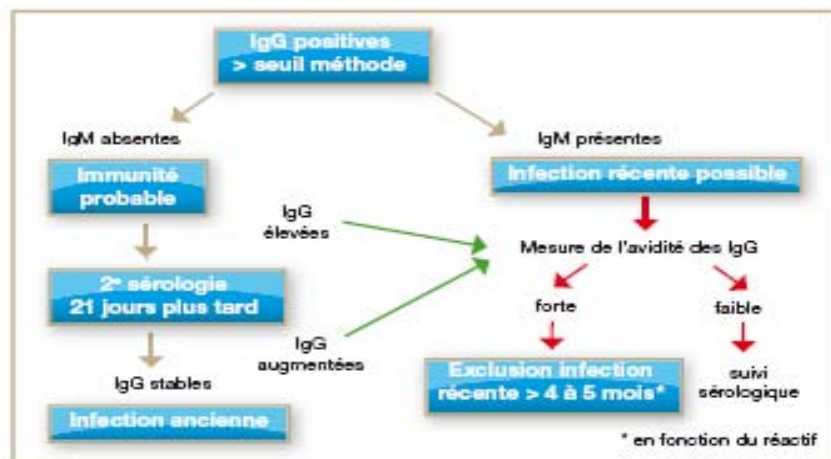 IgG positives
> seuil méthode
IgM absentes
IgM présentes
Immunité
probable
Infection récente possible
IgG
élevées
Mesure de l'avidité des IgG
2e sérologie
21 jours plus tard
forte
faible
IgG
augmentées
IgG stables
Exclusion infection
récente > 4 à 5 mois*
suivi
sérologique
Infection ancienne
* en fonction du réactif